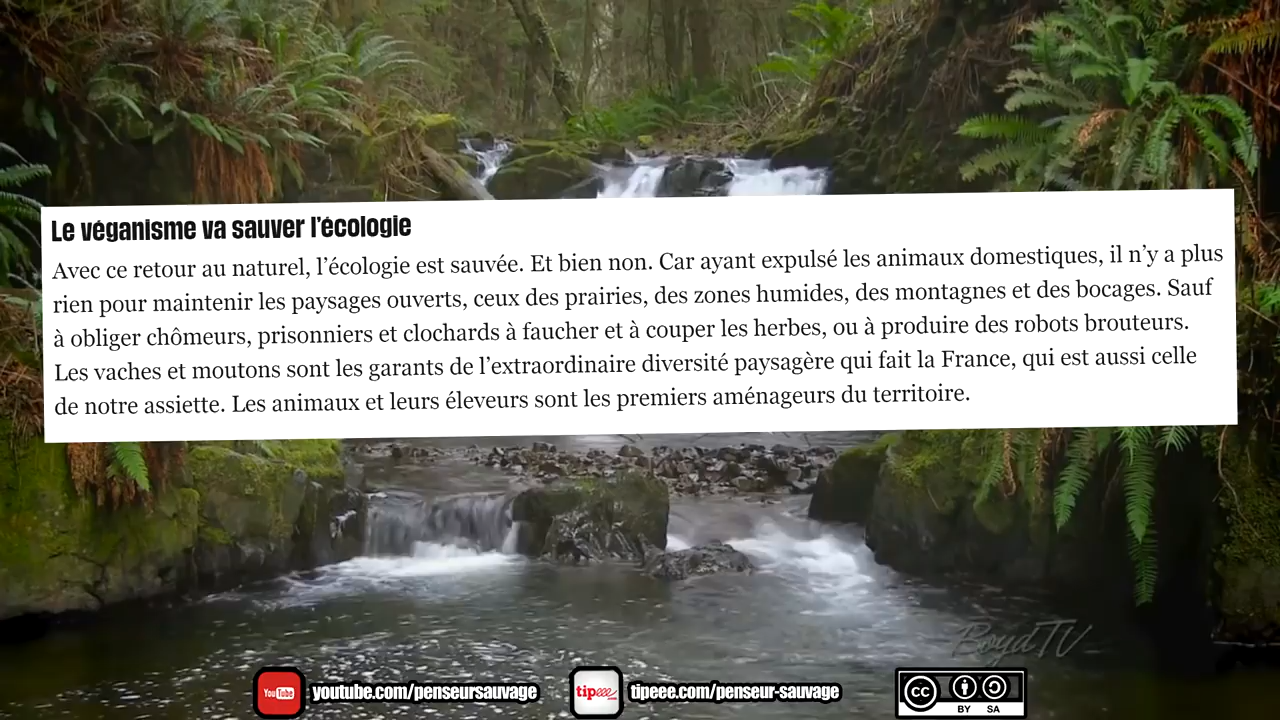 Le véganisme va sauver l'écologie
Avec ce retour au naturel, l'écologie est sauvée. Et bien non. Car ayant expulsé les animaux domestiques, il n'y a plus
rien pour maintenir les paysages ouverts, ceux des prairies, des zones humides, des montagnes et des bocages. Sauf
à obliger chômeurs, prisonniers et clochards à faucher et à couper les herbes, ou à produire des robots brouteurs.
Les vaches et moutons sont les garants de l'extraordinaire diversité paysagère qui fait la France, qui est aussi celle
de notre assiette. Les animaux et leurs éleveurs sont les premiers aménageurs du territoire.
BoydTV
YouTube youtube.com/penseursauvage tipeee tipeee.com/penseur-sauvage cc
BY SA